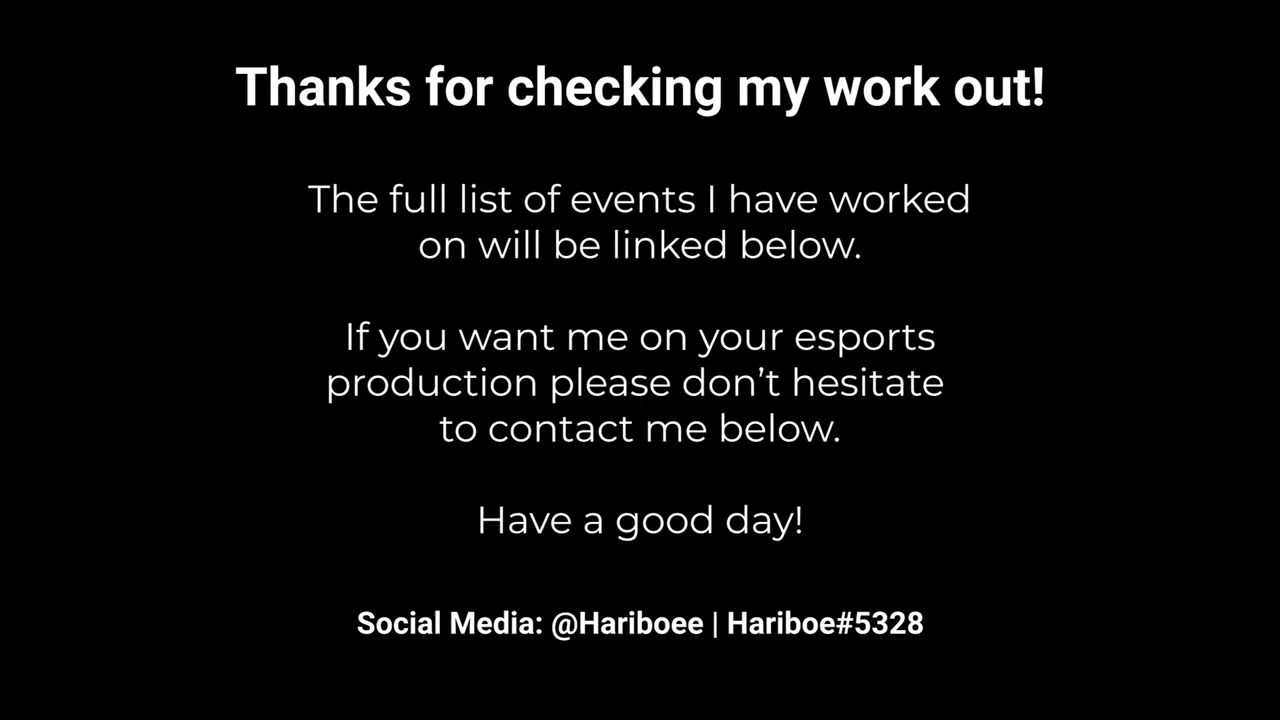 Thanks for checking my work out!
The full list of events I have worked
on will be linked below.
If you want me on your esports
production please don’t hesitate
to contact me below.
Have a good day!
Social Media: @Hariboee | Hariboe#5328